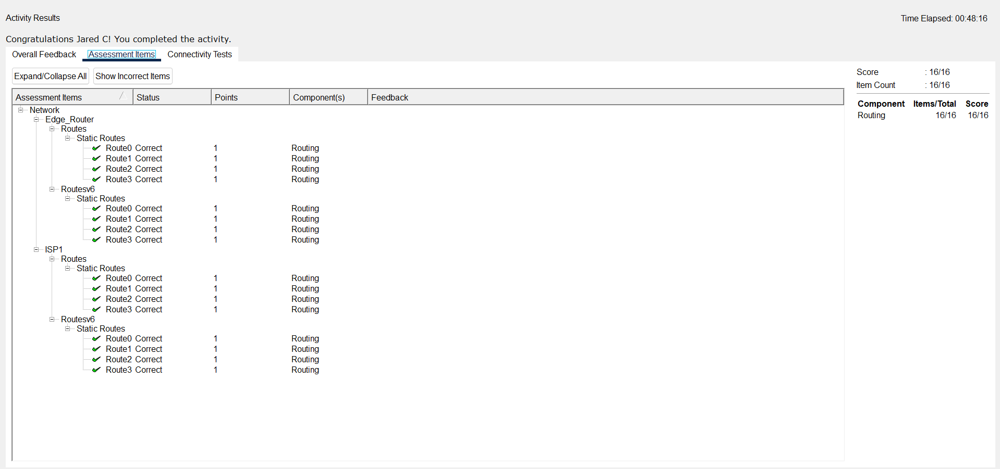 Activity Results
Time Elapsed: 00:48:16
Congratulations Jared C! You completed the activity.
Overall Feedback Assessment Items Connectivity Tests
Expand/Collapse All Show Incorrect Items
Assessment Items Status Points Component(s) Feedback
Network
Edge_Router
Routes
Static Routes
Route0 Correct 1 Routing
Route1 Correct 1 Routing
Route2 Correct 1 Routing
Route3 Correct 1 Routing
Routesv6
Static Routes
Route0 Correct 1 Routing
Route1 Correct 1 Routing
Route2 Correct 1 Routing
Route3 Correct 1 Routing
ISP1
Routes
Static Routes
Route0 Correct 1 Routing
Route1 Correct 1 Routing
Route2 Correct 1 Routing
Route3 Correct 1 Routing
Routesv6
Static Routes
Route0 Correct 1 Routing
Route1 Correct 1 Routing
Route2 Correct 1 Routing
Route3 Correct 1 Routing
Score : 16/16
Item Count : 16/16
Component Items/Total Score
Routing 16/16 16/16